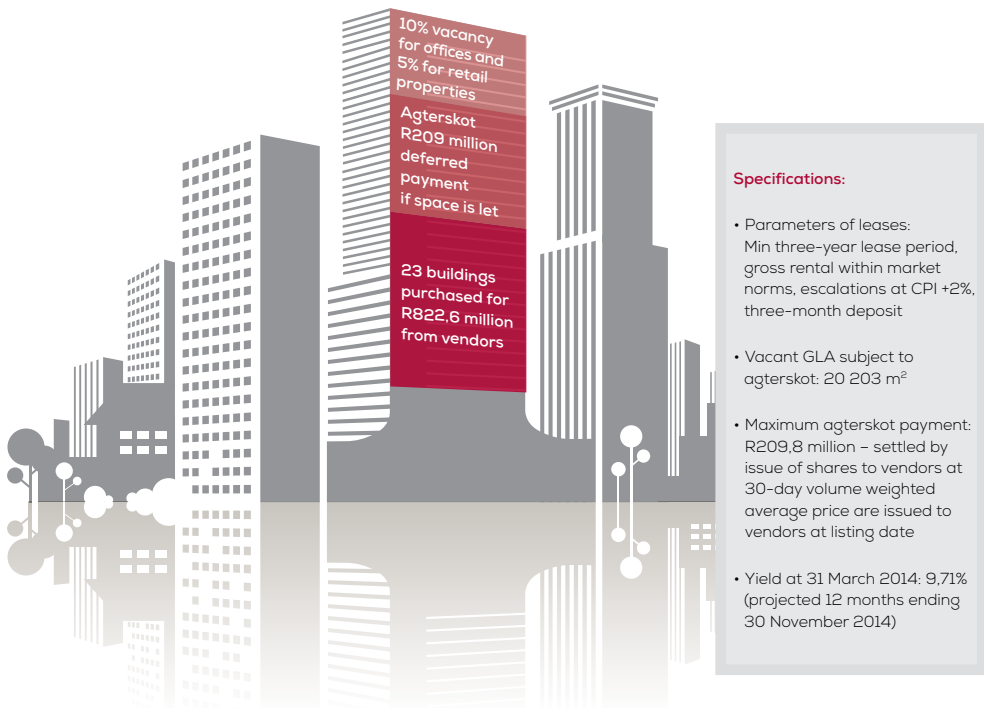 10% vacancy
for offices and
5% for retail
properties
Agterskot
R209 million
deferred
payment
if space is let
23 buildings
purchased for
R822,6 million
from vendors
Specifications:
• Parameters of leases:
Min three-year lease period,
gross rental within market
norms, escalations at CPI +2%,
three-month deposit
• Vacant GLA subject to
agterskot: 20 203 m²
• Maximum agterskot payment:
R209,8 million – settled by
issue of shares to vendors at
30-day volume weighted
average price are issued to
vendors at listing date
• Yield at 31 March 2014: 9,71%
(projected 12 months ending
30 November 2014)